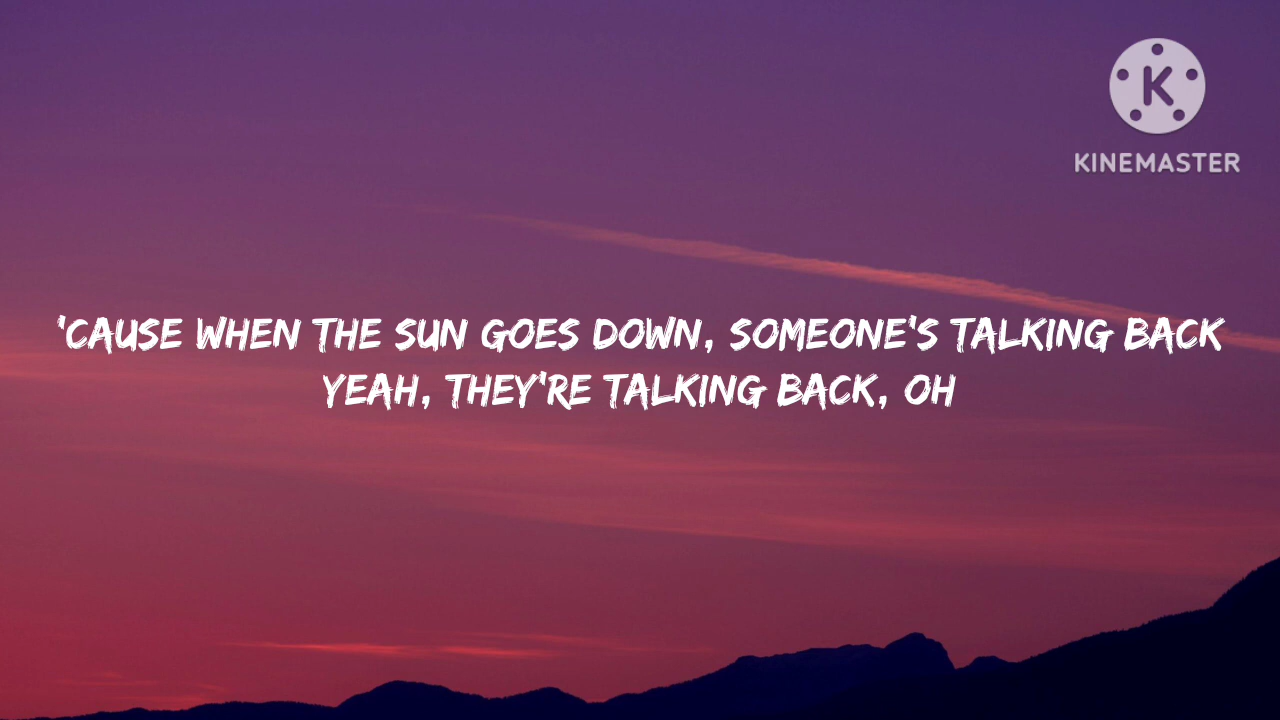 K
KINEMASTER
'CAUSE WHEN THE SUN GOES DOWN, SOMEONE'S TALKING BACK
YEAH, THEY'RE TALKING BACK, OH